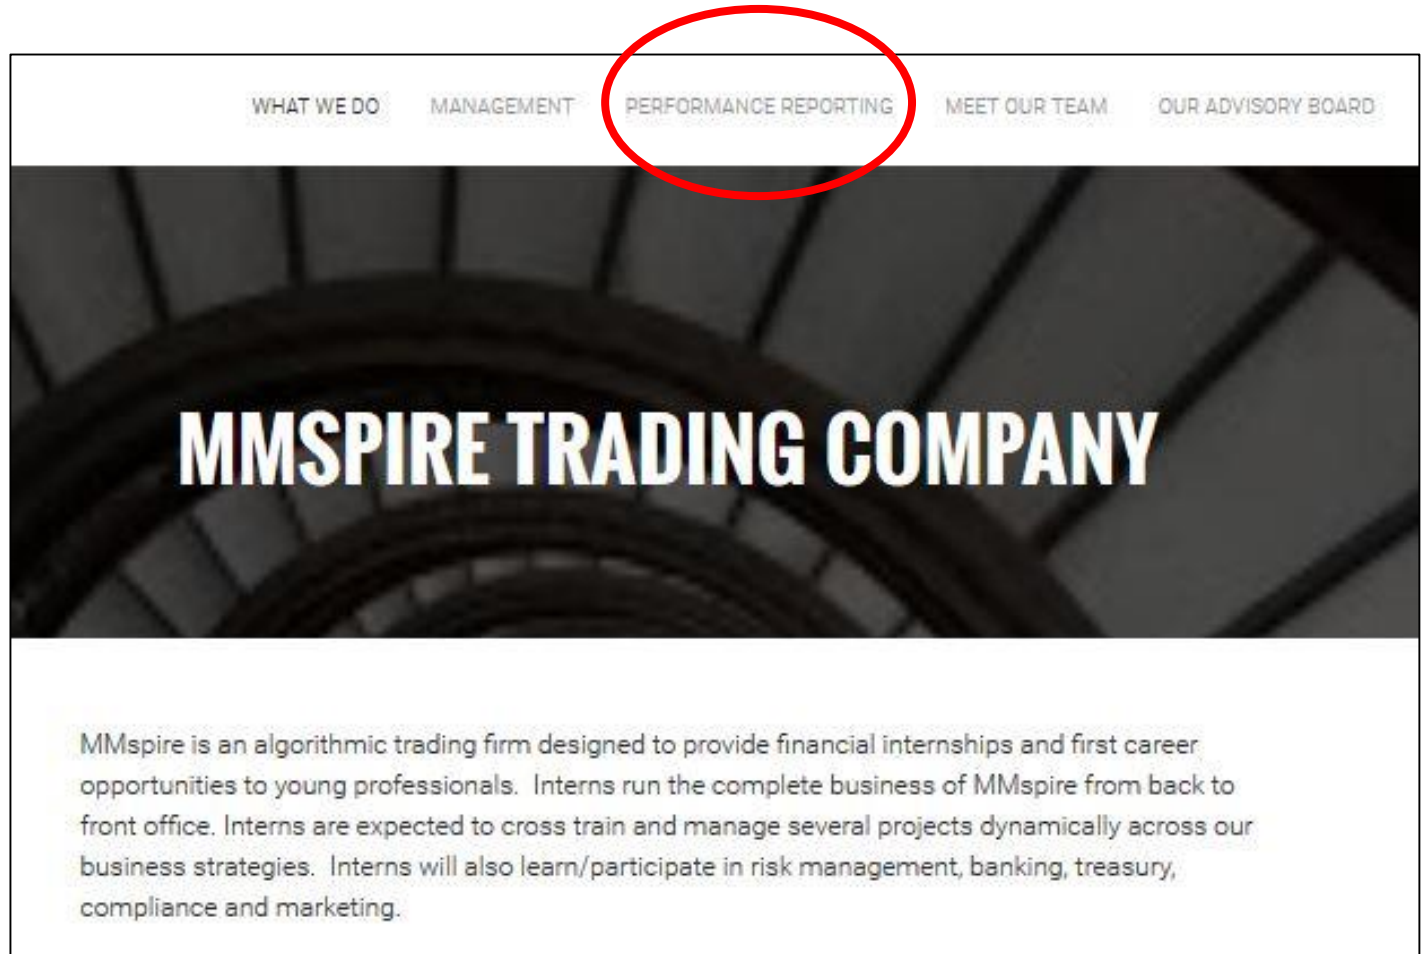 WHAT WE DO MANAGEMENT PERFORMANCE REPORTING MEET OUR TEAM OUR ADVISORY BOARD
MMSPIRE TRADING COMPANY
MMspire is an algorithmic trading firm designed to provide financial internships and first career
opportunities to young professionals.  Interns run the complete business of MMspire from back to
front office. Interns are expected to cross train and manage several projects dynamically across our
business strategies.  Interns will also learn/participate in risk management, banking, treasury,
compliance and marketing.